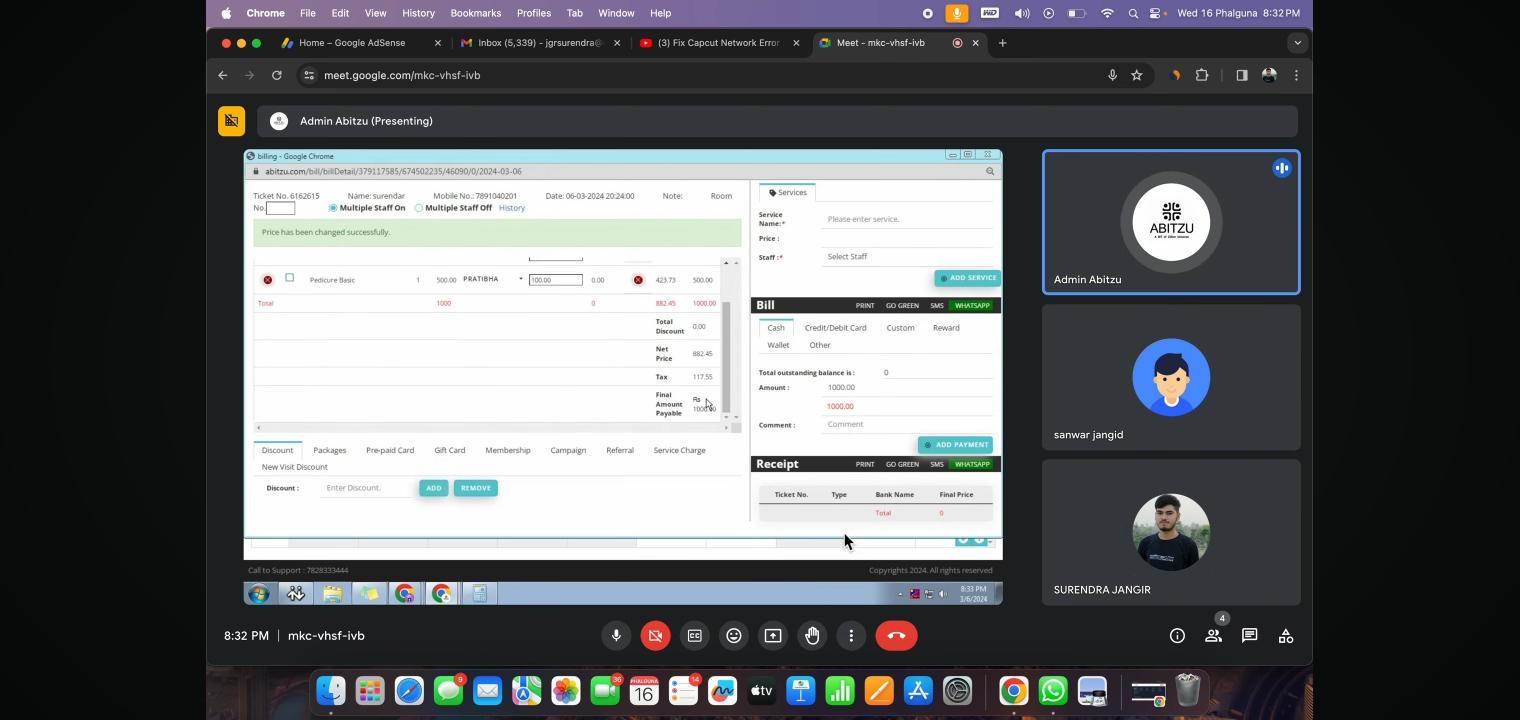 Chrome File Edit View History Bookmarks Profiles Tab Window Help Wed 16 Phalguna 8:32 PM
Home – Google AdSense Inbox (5,339) - jgrsurendra@ (3) Fix Capcut Network Error Meet - mkc-vhsf-ivb
meet.google.com/mkc-vhsf-ivb
Admin Abitzu (Presenting)
billing - Google Chrome
abitzu.com/bill/billDetail/379117585/674502235/46090/0/2024-03-06
Ticket No. 6162615 Name: surendar Mobile No.: 7891040201 Date: 06-03-2024 20:24:00 Note: Room
No. Multiple Staff On Multiple Staff Off History
Price has been changed successfully.
Pedicure Basic 1 500.00 PRATIBHA 100.00 0.00 423.73 500.00
Total 1000 0 882.45 1000.00
Total
Discount 0.00
Net
Price 882.45
Tax 117.55
Final
Amount
Payable
Rs
1000.00
Discount Packages Pre-paid Card Gift Card Membership Campaign Referral Service Charge
New Visit Discount
Discount : Enter Discount. ADD REMOVE
Services
Service
Name:* Please enter service.
Price :
Staff :* Select Staff
ADD SERVICE
Bill PRINT GO GREEN SMS WHATSAPP
Cash Credit/Debit Card Custom Reward
Wallet Other
Total outstanding balance is : 0
Amount : 1000.00
1000.00
Comment : Comment
ADD PAYMENT
Receipt PRINT GO GREEN SMS WHATSAPP
Ticket No. Type Bank Name Final Price
Total 0
Call to Support : 7828333444 Copyrights 2024. All rights reserved
8:33 PM
3/6/2024
ABITZU
Admin Abitzu
sanwar jangid
SURENDRA JANGIR
8:32 PM | mkc-vhsf-ivb
4
9
36
PHALGUNA
16
14
tv